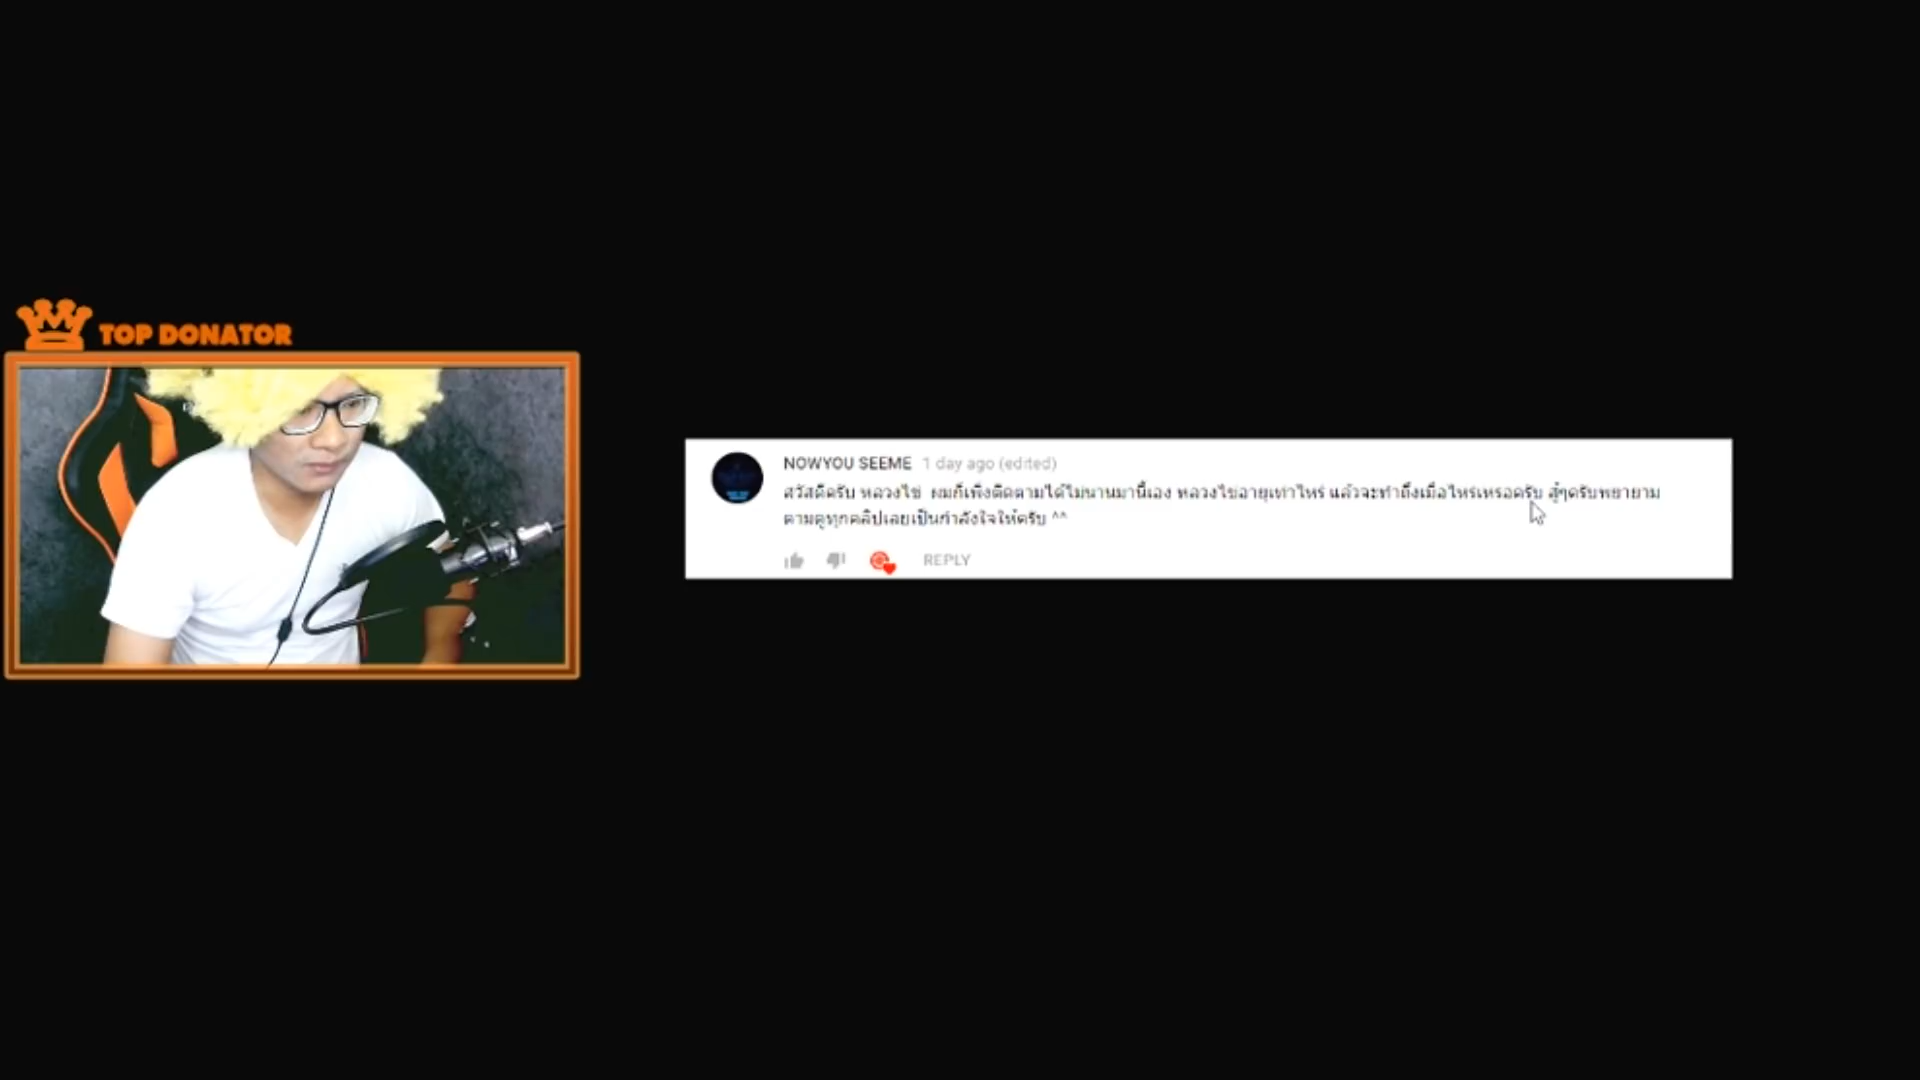 TOP DONATOR
NOWYOU SEEME 1 day ago (edited)
สวัสดีครับ หลวงไข่ ผมก็เพิ่งติดตามได้ไม่นานมานี้เอง หลวงไข่อายุเท่าไหร่ แล้วจะทำถึงเมื่อไหร่เหรอครับ สู้ๆครับพยายาม
ตามดูทุกคลิปเลยเป็นกำลังใจให้ครับ ^^
REPLY